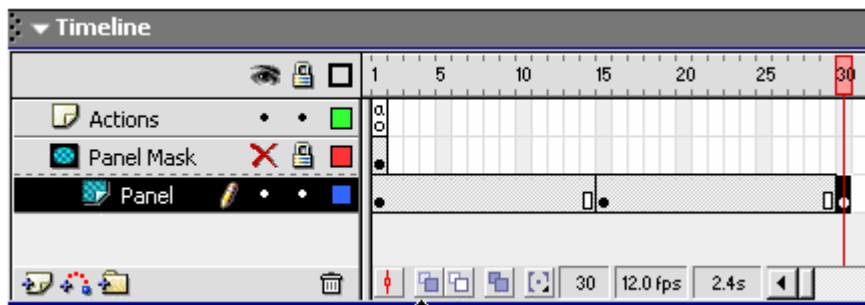 Timeline
1 5 10 15 20 25 30
Actions a
Panel Mask
Panel
30 12.0 fps 2.4s